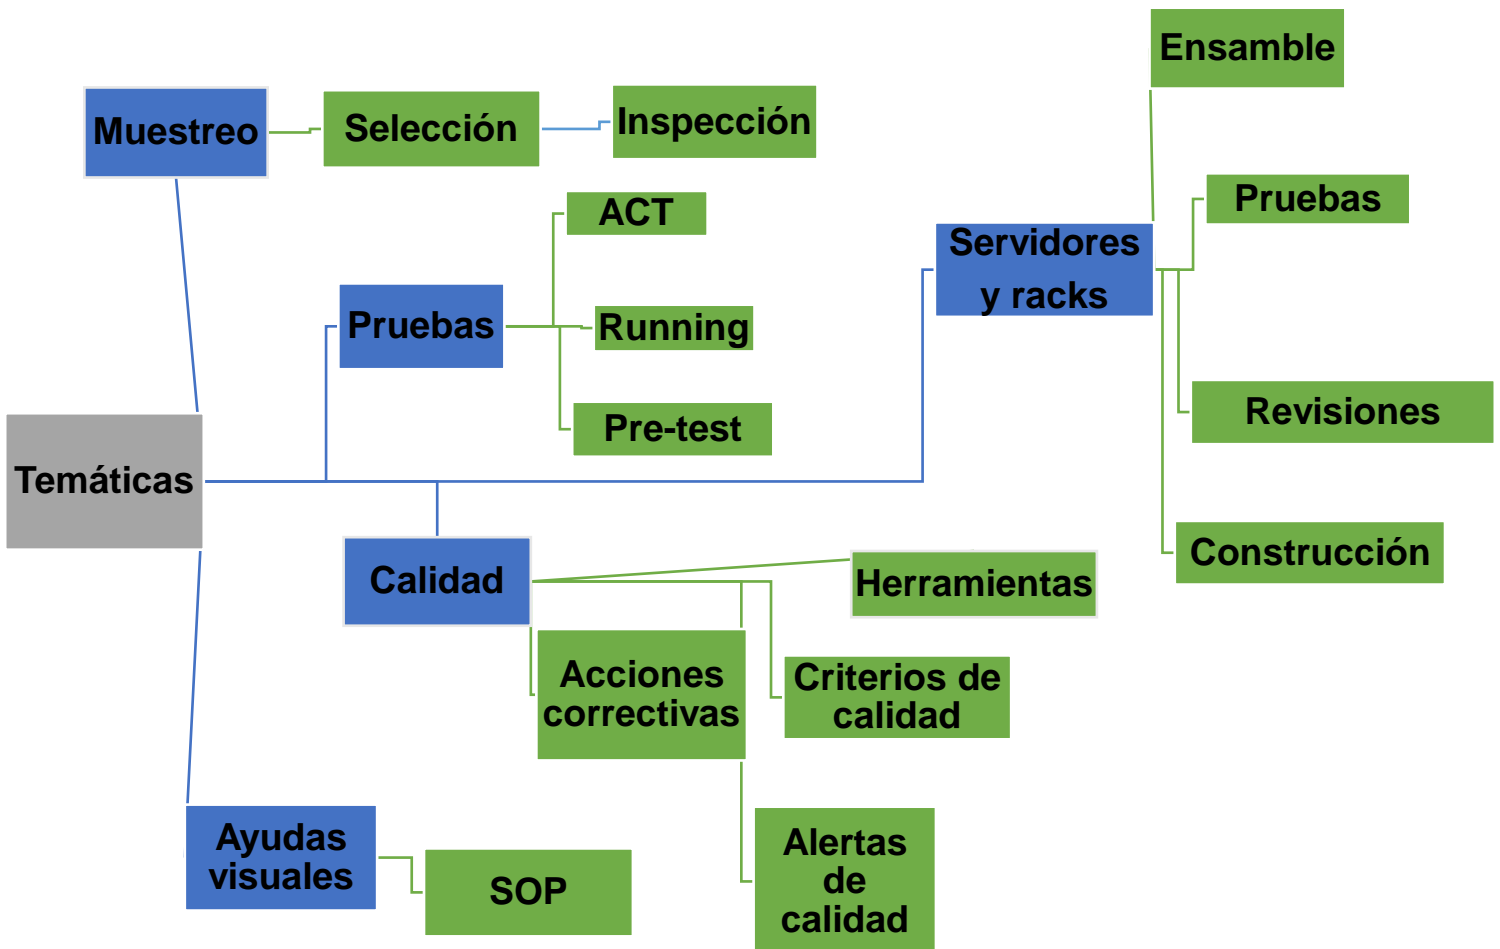 Ensamble
Muestreo
Selección
Inspección
ACT
Pruebas
Servidores
y racks
Pruebas
Running
Revisiones
Pre-test
Temáticas
Construcción
Calidad
Herramientas
Acciones
correctivas
Criterios de
calidad
Ayudas
visuales
SOP
Alertas
de
calidad